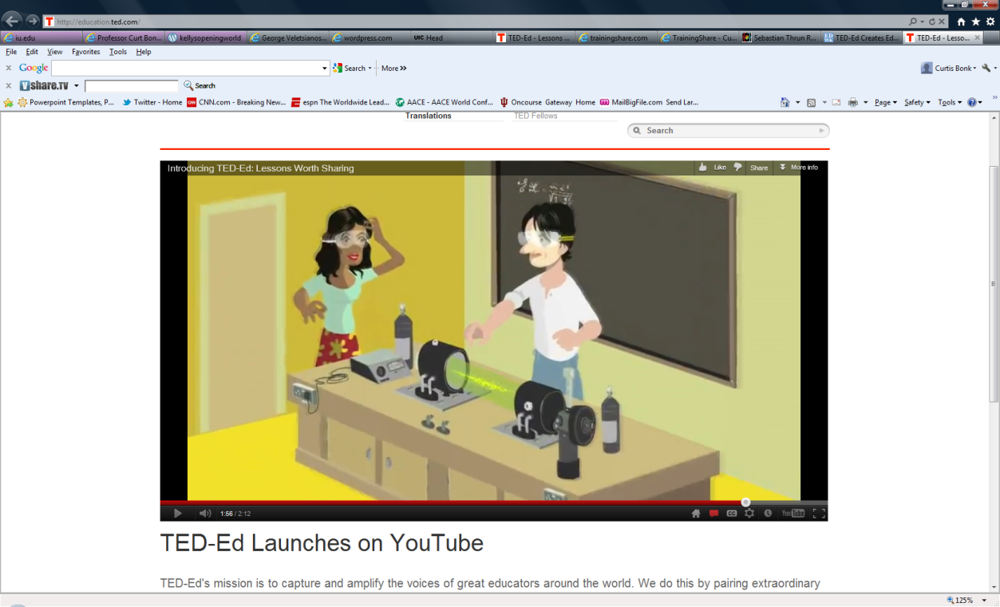 http://education.ted.com/
iu.edu
Professor Curt Bon...
kellysopeningworld
George Veletsianos...
wordpress.com
UIC Head
TED-Ed - Lessons ...
trainingshare.com
TrainingShare - Cu...
Sebastian Thrun R...
TED-Ed Creates Ed...
TED-Ed - Lesso...
File Edit View Favorites Tools Help
x Google Search More >> Curtis Bonk
x Vshare.TV Search
Powerpoint Templates, P... Twitter - Home CNN.com - Breaking New... espn The Worldwide Lead... AACE - AACE World Conf... Oncourse Gateway Home MailBigFile.com Send Lar... Page Safety Tools
Translations TED Fellows
Search
Introducing TED-Ed: Lessons Worth Sharing Like Share More info
1:56 / 2:12 CC YouTube
TED-Ed Launches on YouTube
TED-Ed's mission is to capture and amplify the voices of great educators around the world. We do this by pairing extraordinary
125%